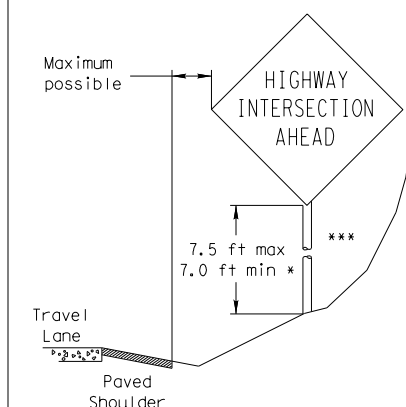 Maximum
possible
HIGHWAY
INTERSECTION
AHEAD
7.5 ft max
7.0 ft min *
***
Travel
Lane
Paved
Shoulder